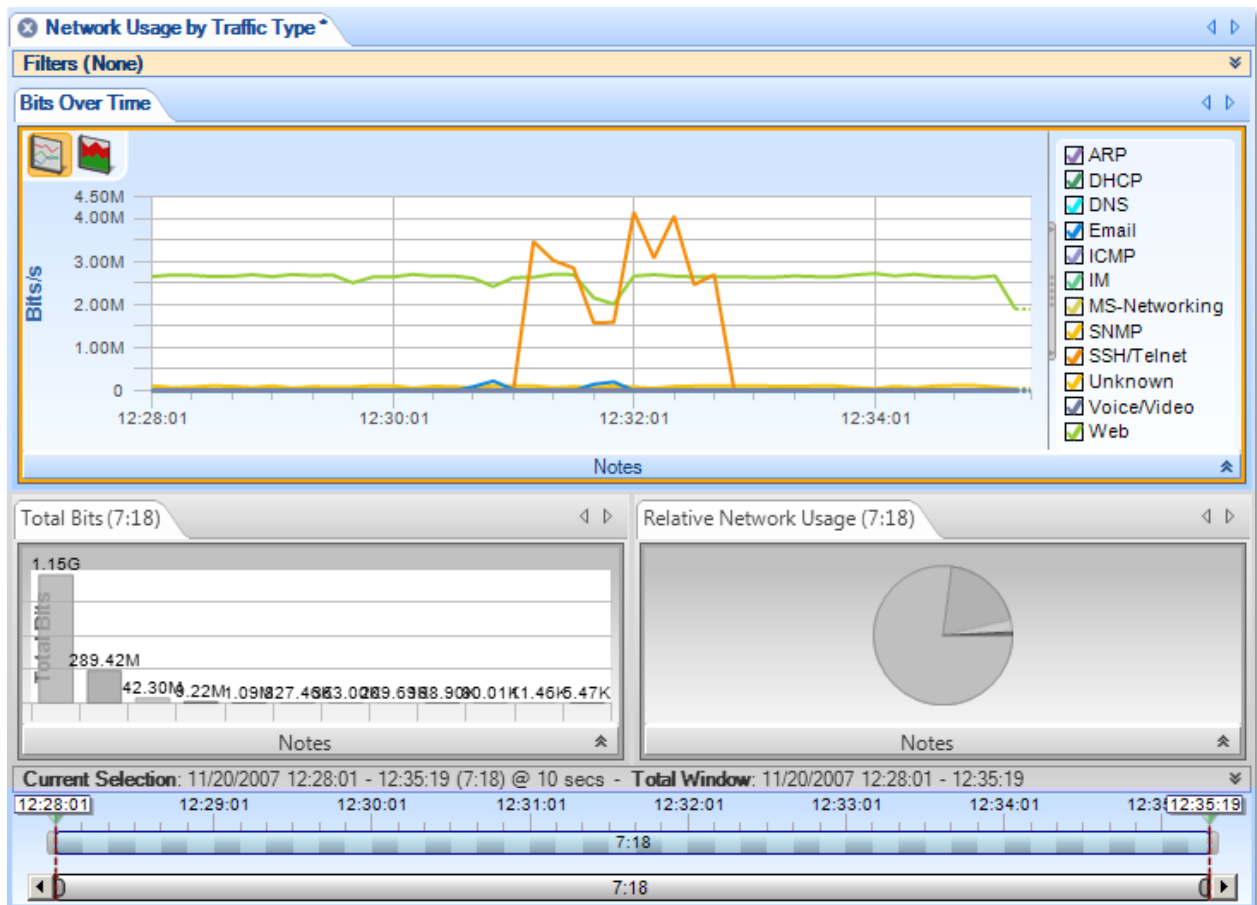 Network Usage by Traffic Type *
Filters (None)
Bits Over Time
Bits/s
4.50M
4.00M
3.00M
2.00M
1.00M
0
12:28:01 12:30:01 12:32:01 12:34:01
ARP
DHCP
DNS
Email
ICMP
IM
MS-Networking
SNMP
SSH/Telnet
Unknown
Voice/Video
Web
Notes
Total Bits (7:18)
Total Bits
1.15G
289.42M
42.30M
1.09M
5.47K
Notes
Relative Network Usage (7:18)
Notes
Current Selection: 11/20/2007 12:28:01 - 12:35:19 (7:18) @ 10 secs - Total Window: 11/20/2007 12:28:01 - 12:35:19
12:28:01 12:29:01 12:30:01 12:31:01 12:32:01 12:33:01 12:34:01 12:35:19
7:18
7:18